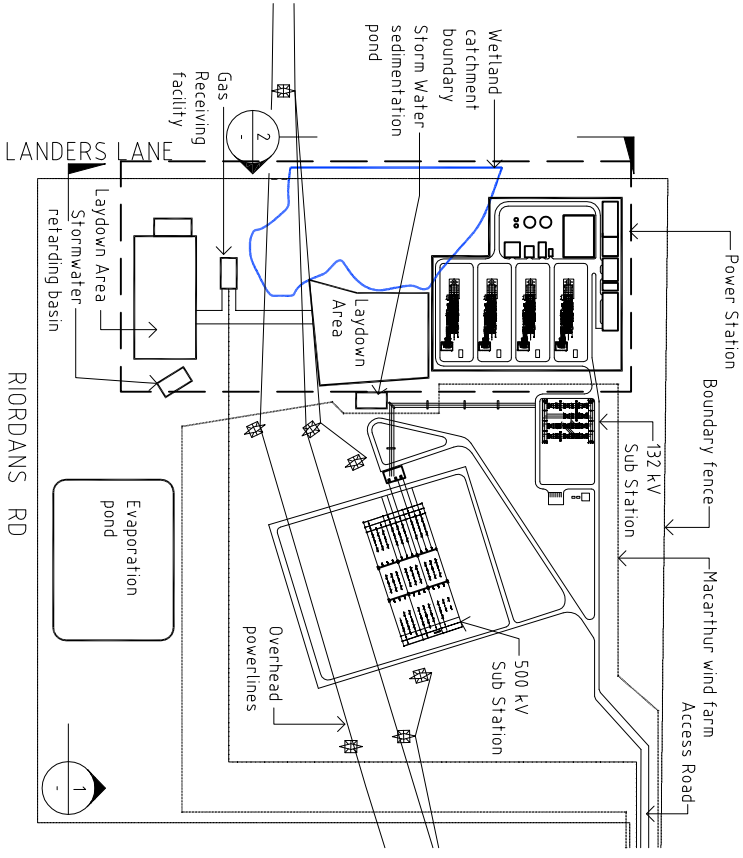 LANDERS LANE
RIORDANS RD
Wetland
catchment
boundary
Storm Water
sedimentation
pond
Gas
Receiving
facility
2
-
Laydown Area
Stormwater
retarding basin
Laydown
Area
Power Station
Boundary fence
132 kV
Sub Station
Macarthur wind farm
Access Road
500 kV
Sub Station
Overhead
powerlines
Evaporation
pond
1
-